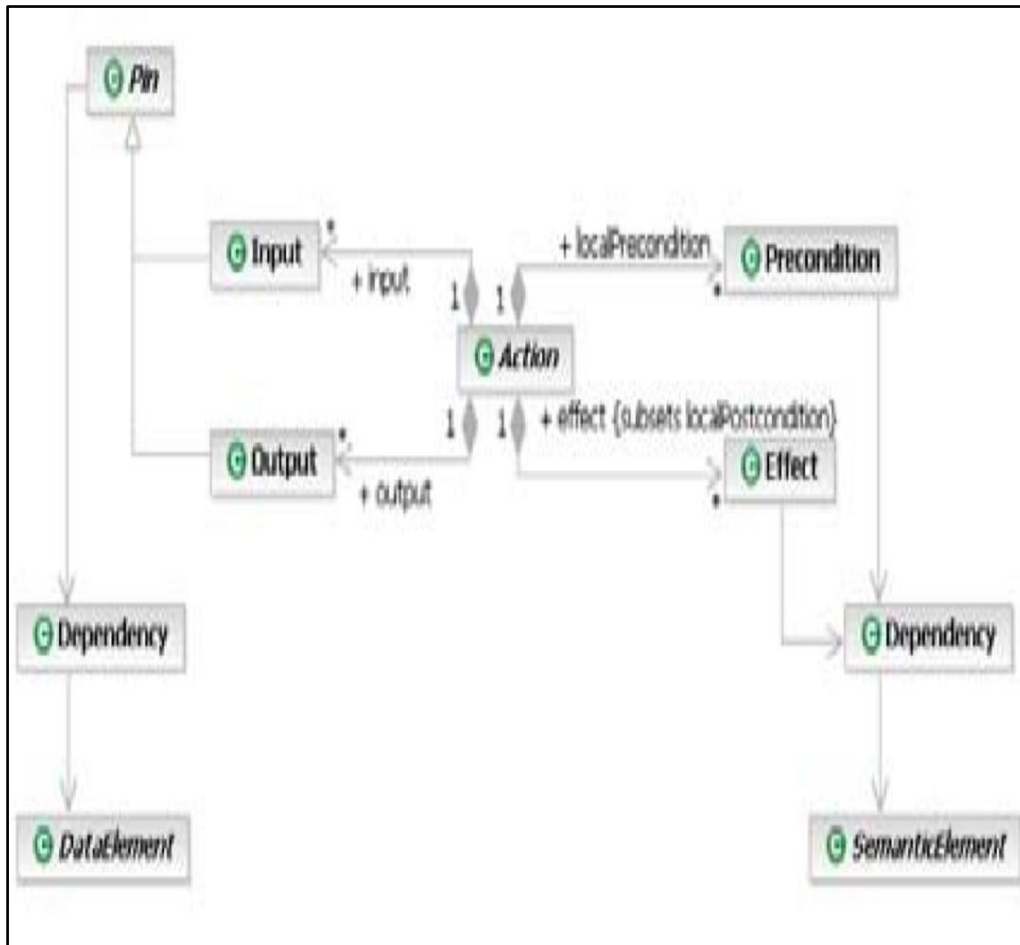 Pin
Input
*
+ input
1
1
+ localPrecondition
*
Precondition
Action
1
1
+ effect {subsets localPostcondition}
Output
*
+ output
Effect
*
Dependency
Dependency
DataElement
SemanticElement